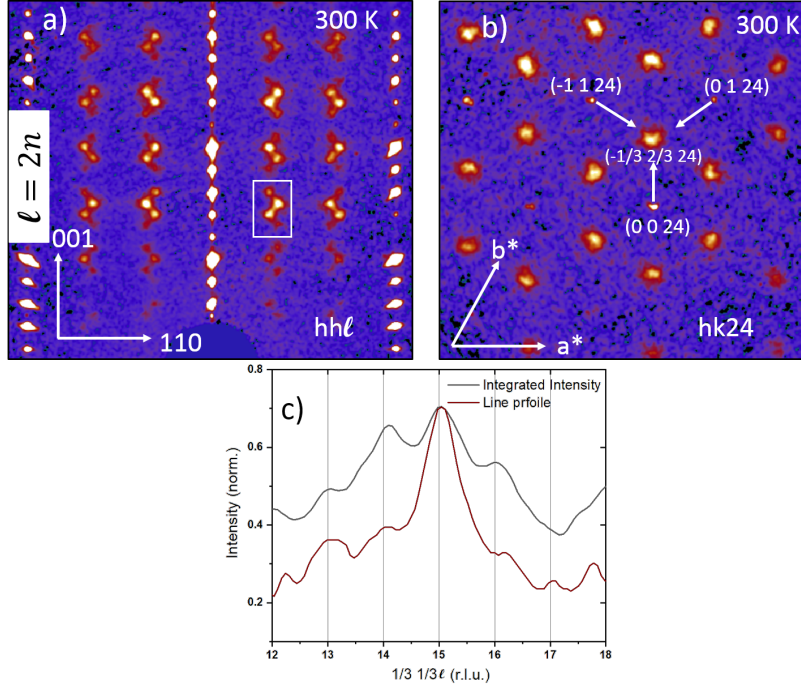 a)
300 K
ℓ = 2n
001
110
hhℓ
b)
300 K
(-1 1 24)
(0 1 24)
(-1/3 2/3 24)
(0 0 24)
b*
a*
hk24
c)
Integrated Intensity
Line prfoile
Intensity (norm.)
0.8
0.6
0.4
0.2
12 13 14 15 16 17 18
1/3 1/3ℓ (r.l.u.)